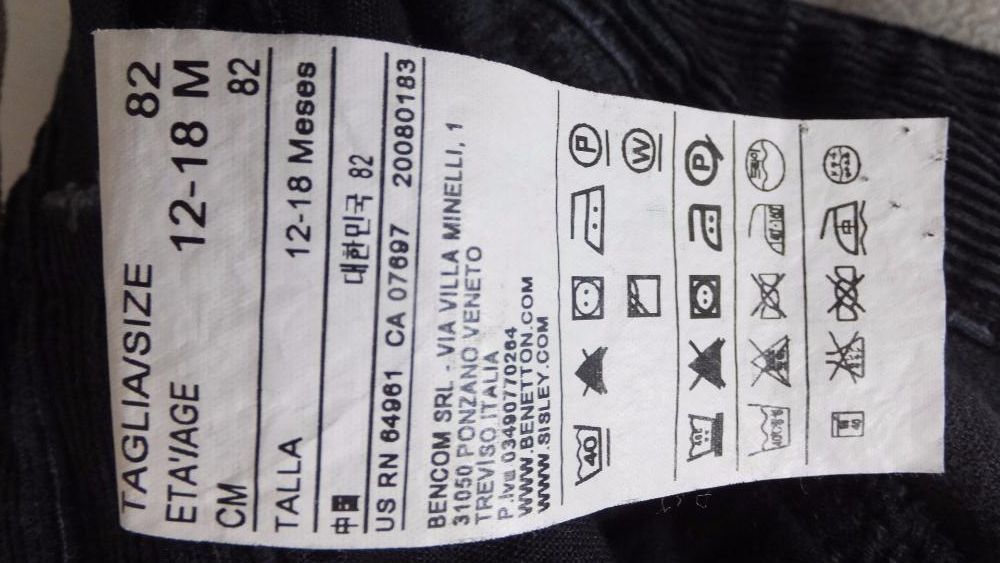 TAGLIA/SIZE 82
ETA'/AGE 12-18 M
CM 82
TALLA 12-18 Meses
中国 대한민국 82
US RN 64961 CA 07697 20080183
BENCOM SRL - VIA VILLA MINELLI, 1
31050 PONZANO VENETO
TREVISO ITALIA
P.Iva 03490770264
WWW.BENETTON.COM
WWW.SISLEY.COM
40 P
W
P
40